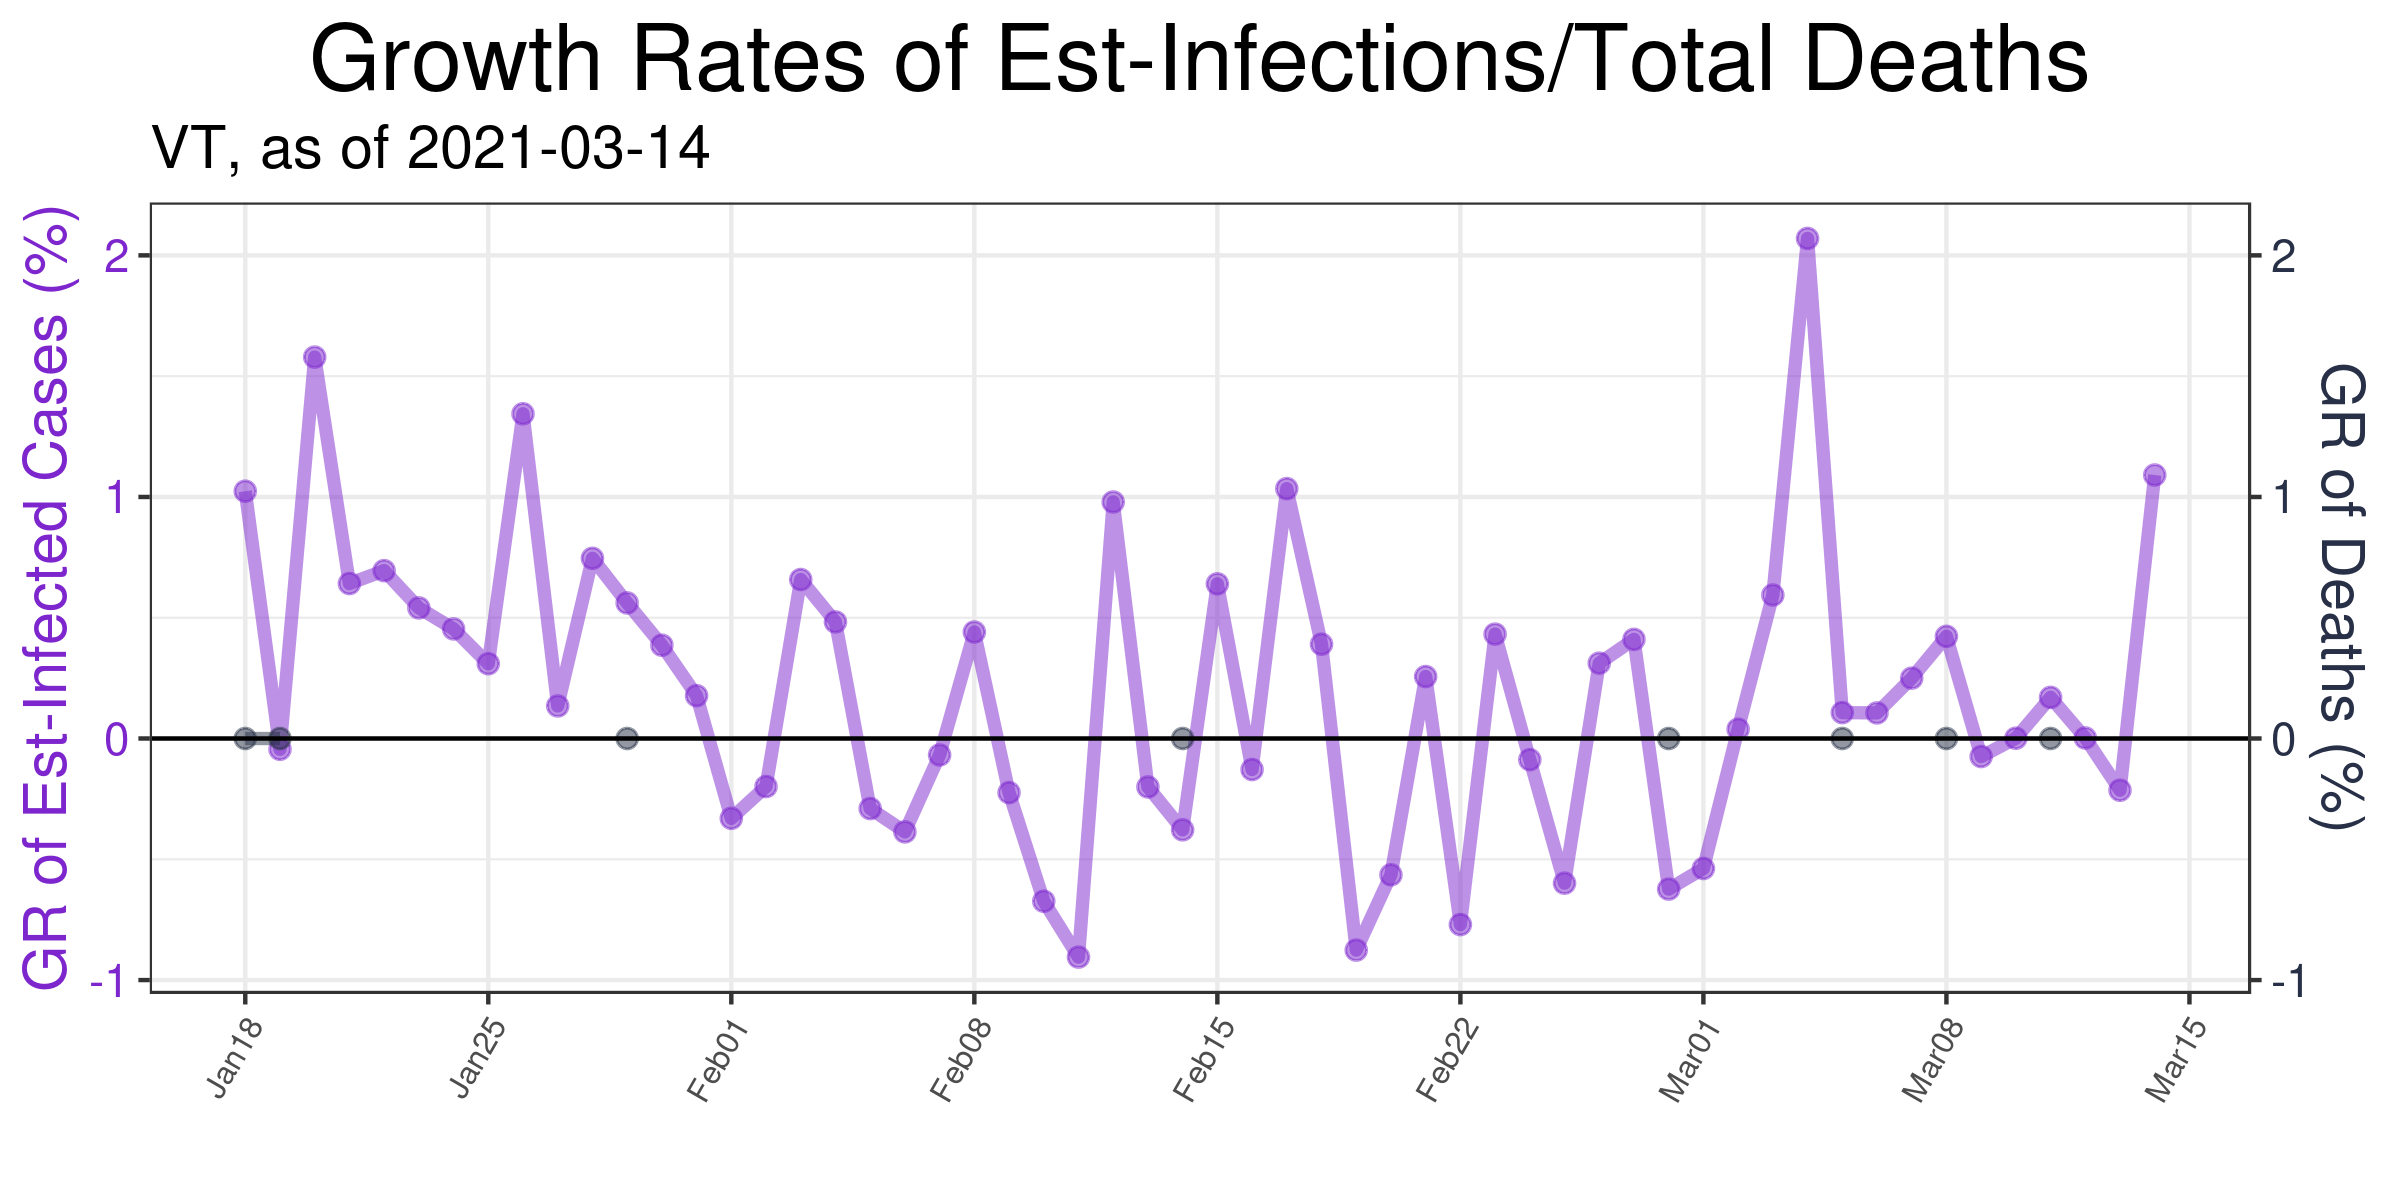 Growth Rates of Est-Infections/Total Deaths
VT, as of 2021-03-14
GR of Est-Infected Cases (%)
2
1
0
-1
2
1
0
-1
GR of Deaths (%)
Jan18
Jan25
Feb01
Feb08
Feb15
Feb22
Mar01
Mar08
Mar15